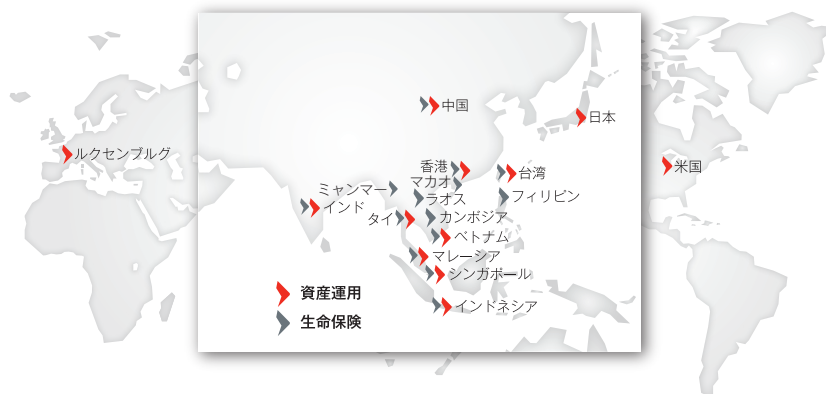 中国
日本
ルクセンブルグ
香港
台湾
米国
マカオ
ミャンマー
ラオス
フィリピン
インド
タイ
カンボジア
ベトナム
マレーシア
シンガポール
資産運用
インドネシア
生命保険